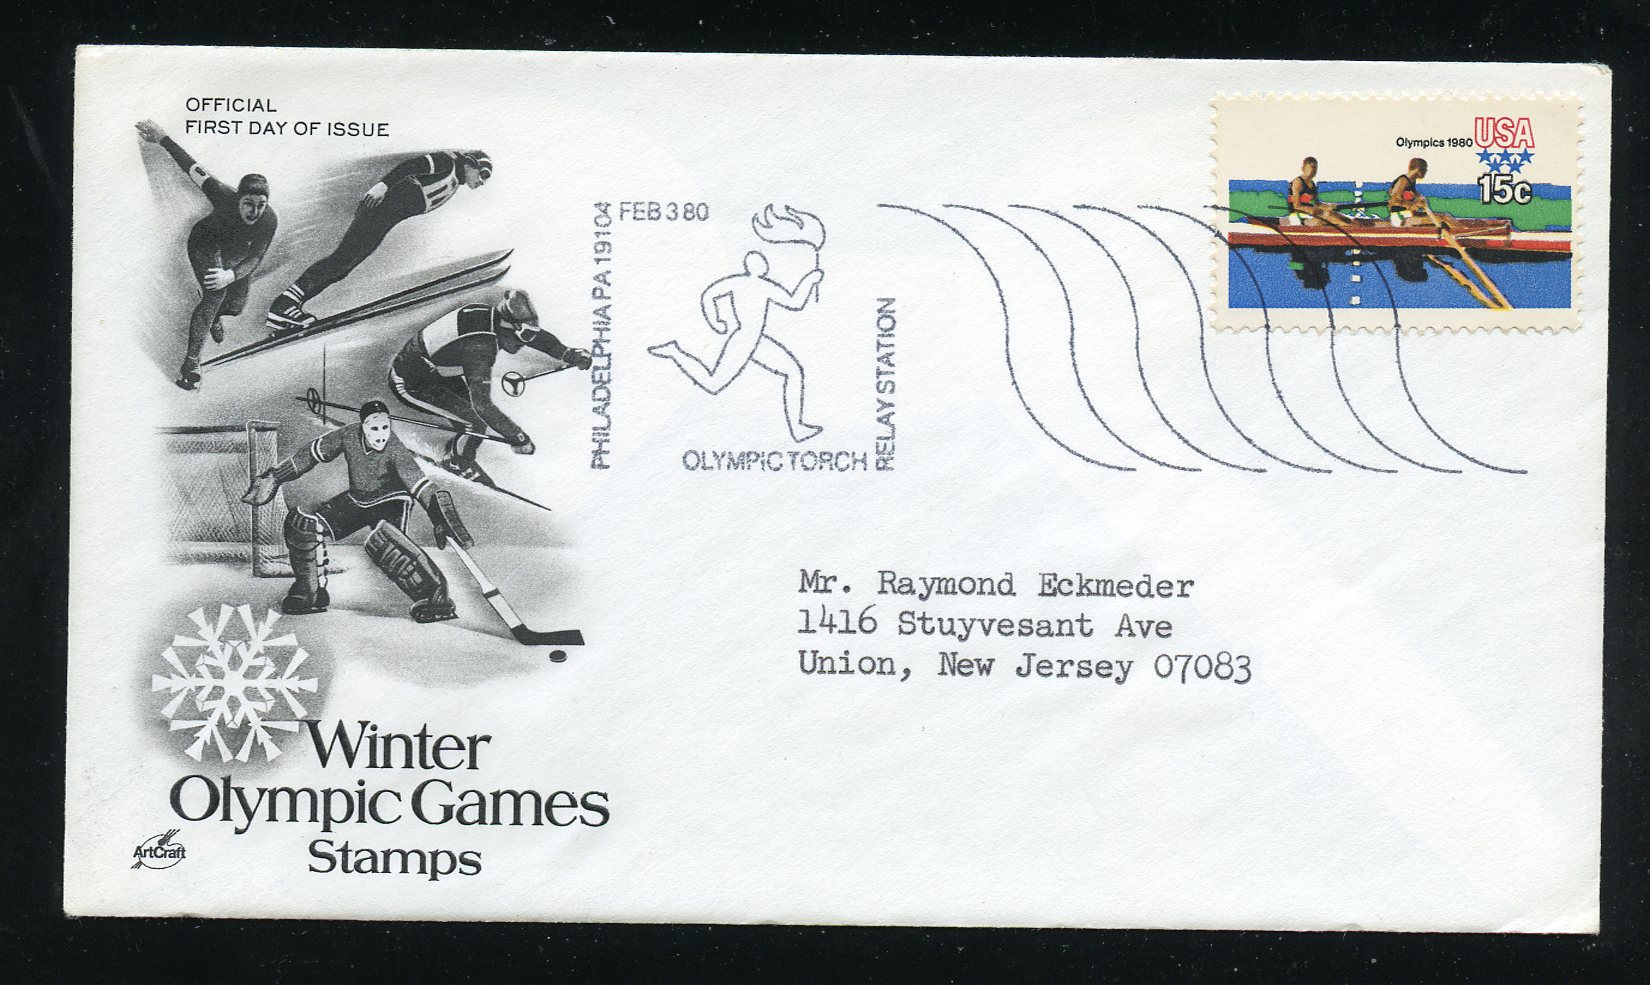 OFFICIAL
FIRST DAY OF ISSUE
PHILADELPHIA PA 19104
FEB 3 80
OLYMPIC TORCH
RELAY STATION
Olympics 1980 USA
15c
Mr. Raymond Eckmeder
1416 Stuyvesant Ave
Union, New Jersey 07083
Winter
Olympic Games
Stamps
ArtCraft